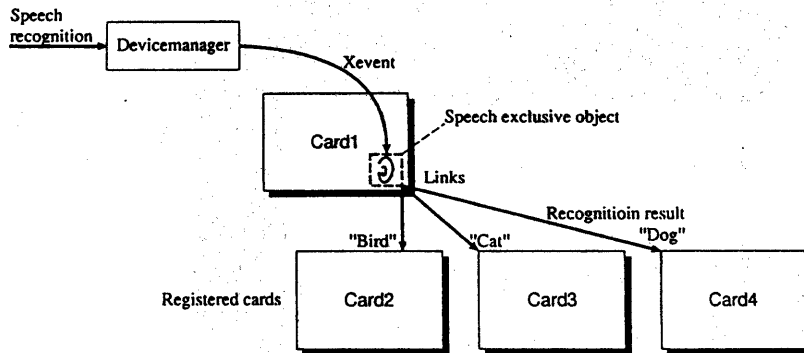 Speech
recognition
Devicemanager
Xevent
Speech exclusive object
Card1
Links
Recognitioin result
"Bird"
"Cat"
"Dog"
Registered cards
Card2
Card3
Card4